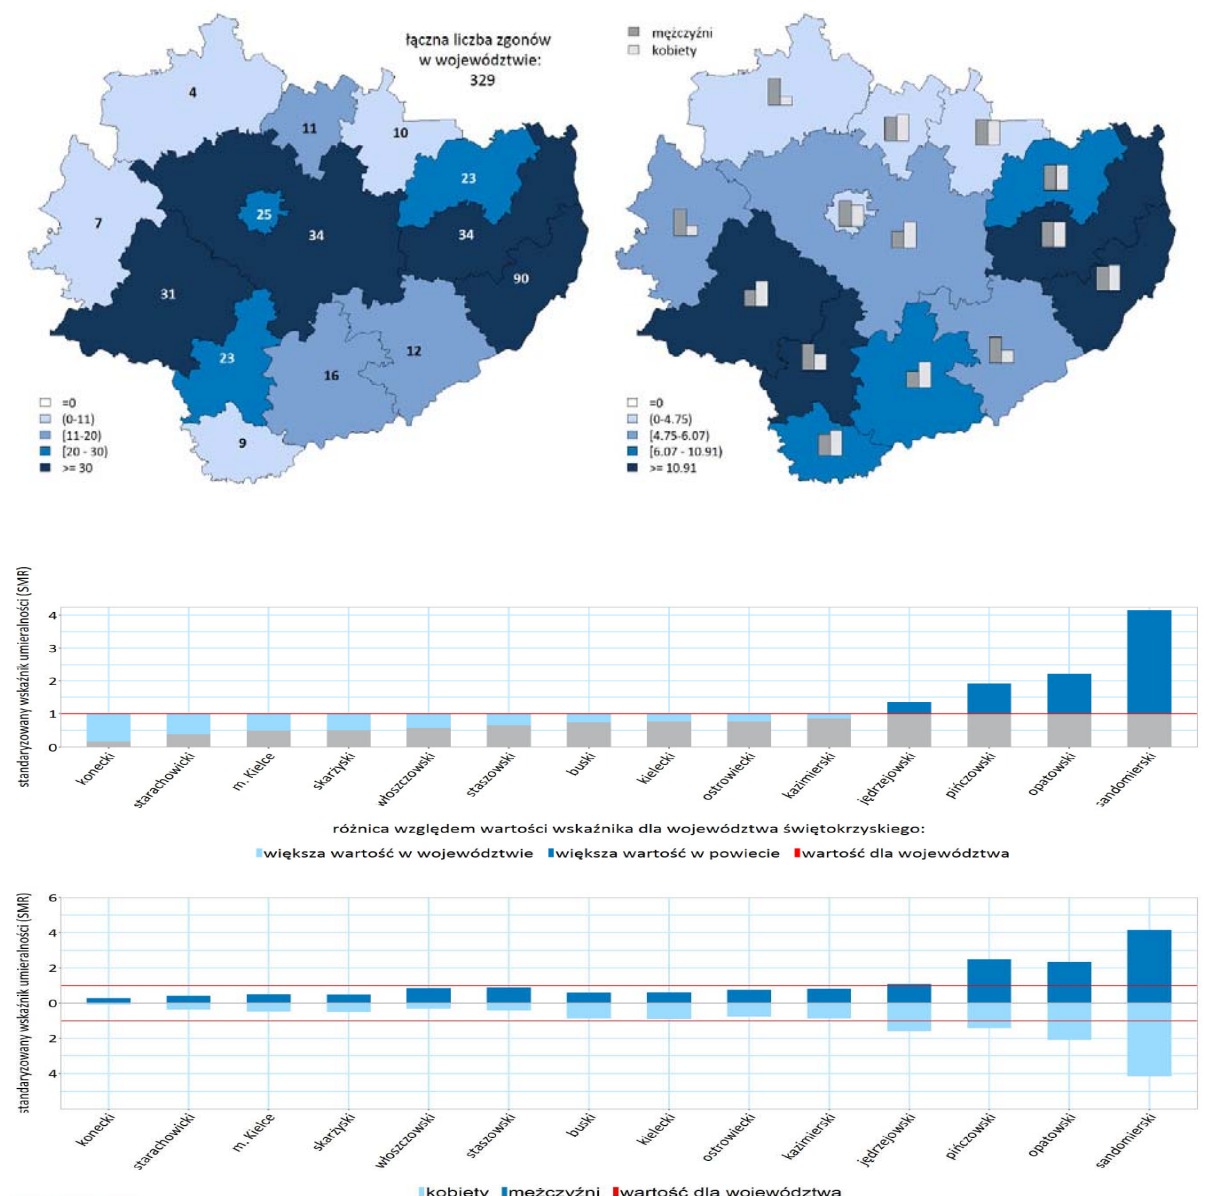 łączna liczba zgonów
w województwie:
329
4
11
10
23
7
25
34
34
90
31
23
12
16
9
=0
(0-11)
[11-20)
[20 - 30)
>= 30
mężczyźni
kobiety
=0
(0-4.75)
[4.75-6.07)
[6.07 - 10.91)
>= 10.91
standaryzowany wskaźnik umieralności (SMR)
4
3
2
1
0
konecki
starachowicki
m. Kielce
skarżyski
włoszczowski
staszowski
buski
kielecki
ostrowiecki
kazimierski
jędrzejowski
pińczowski
opatowski
sandomierski
różnica względem wartości wskaźnika dla województwa świętokrzyskiego:
większa wartość w województwie większa wartość w powiecie wartość dla województwa
standaryzowany wskaźnik umieralności (SMR)
6
4
2
0
2
4
konecki
starachowicki
m. Kielce
skarżyski
włoszczowski
staszowski
buski
kielecki
ostrowiecki
kazimierski
jędrzejowski
pińczowski
opatowski
sandomierski
kobiety mężczyźni wartość dla województwa